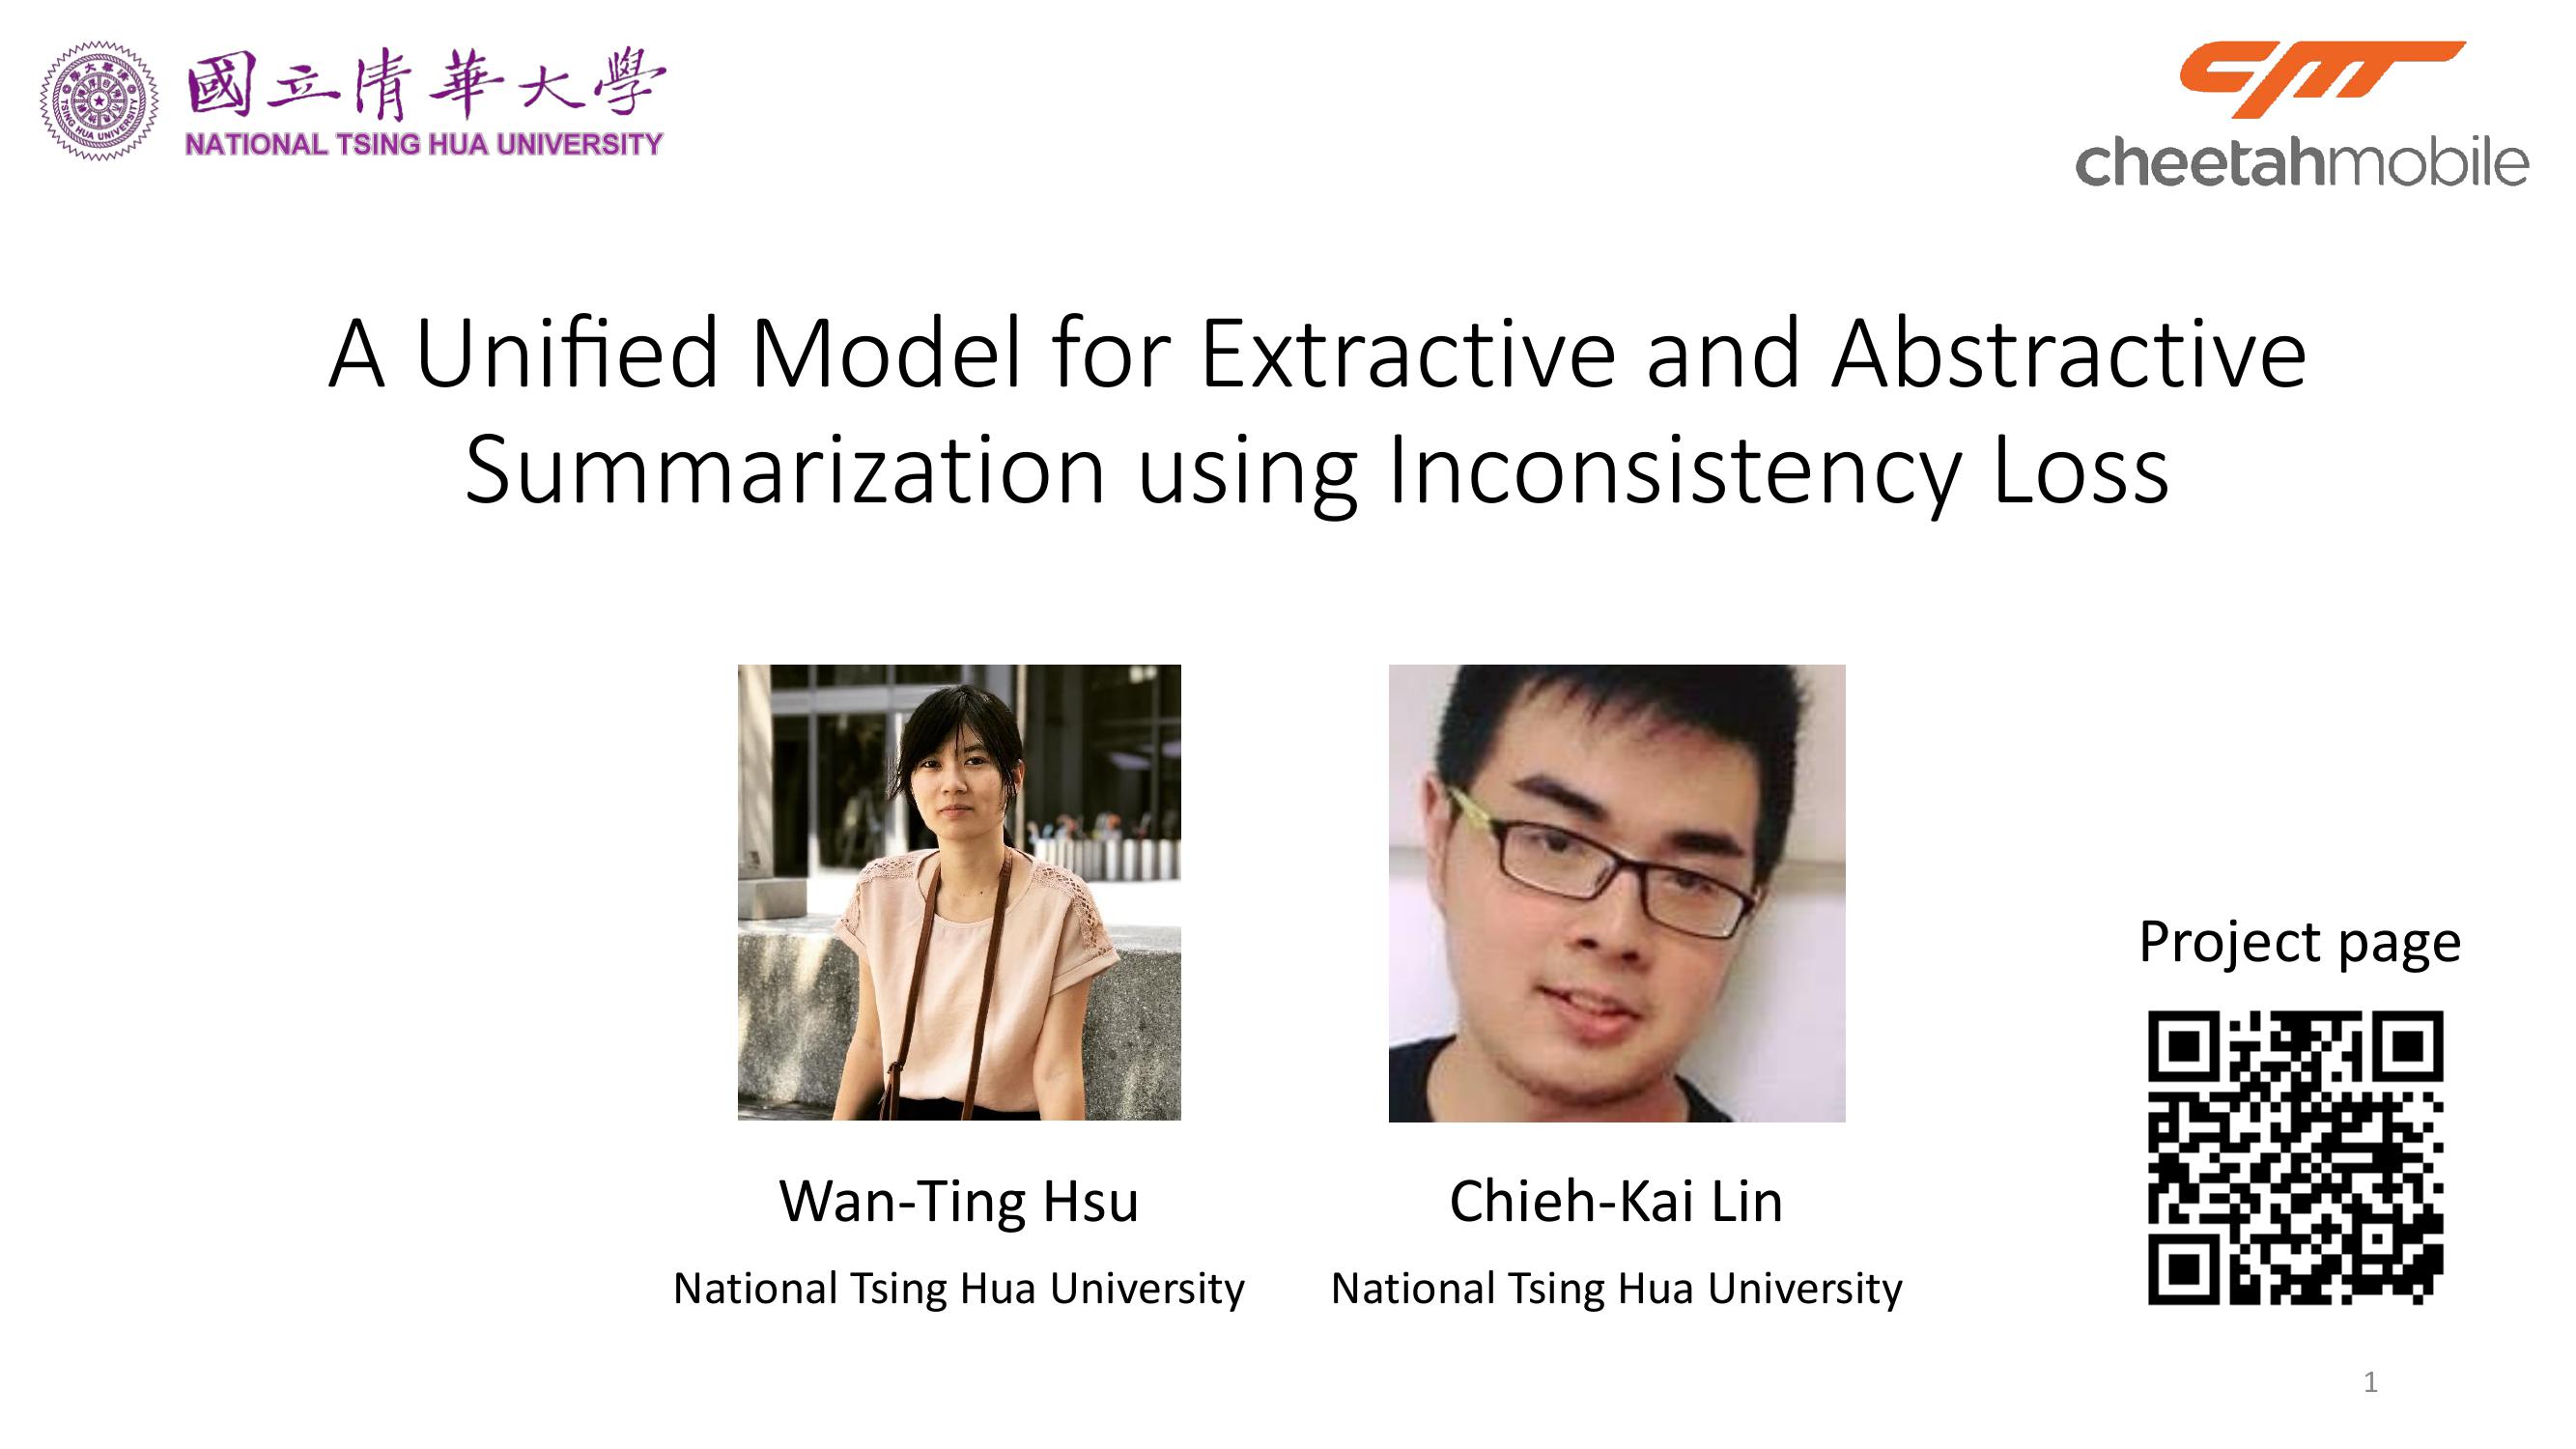 國立清華大學
NATIONAL TSING HUA UNIVERSITY
cheetahmobile
A Unified Model for Extractive and Abstractive
Summarization using Inconsistency Loss
Project page
Wan-Ting Hsu
Chieh-Kai Lin
National Tsing Hua University
National Tsing Hua University
1